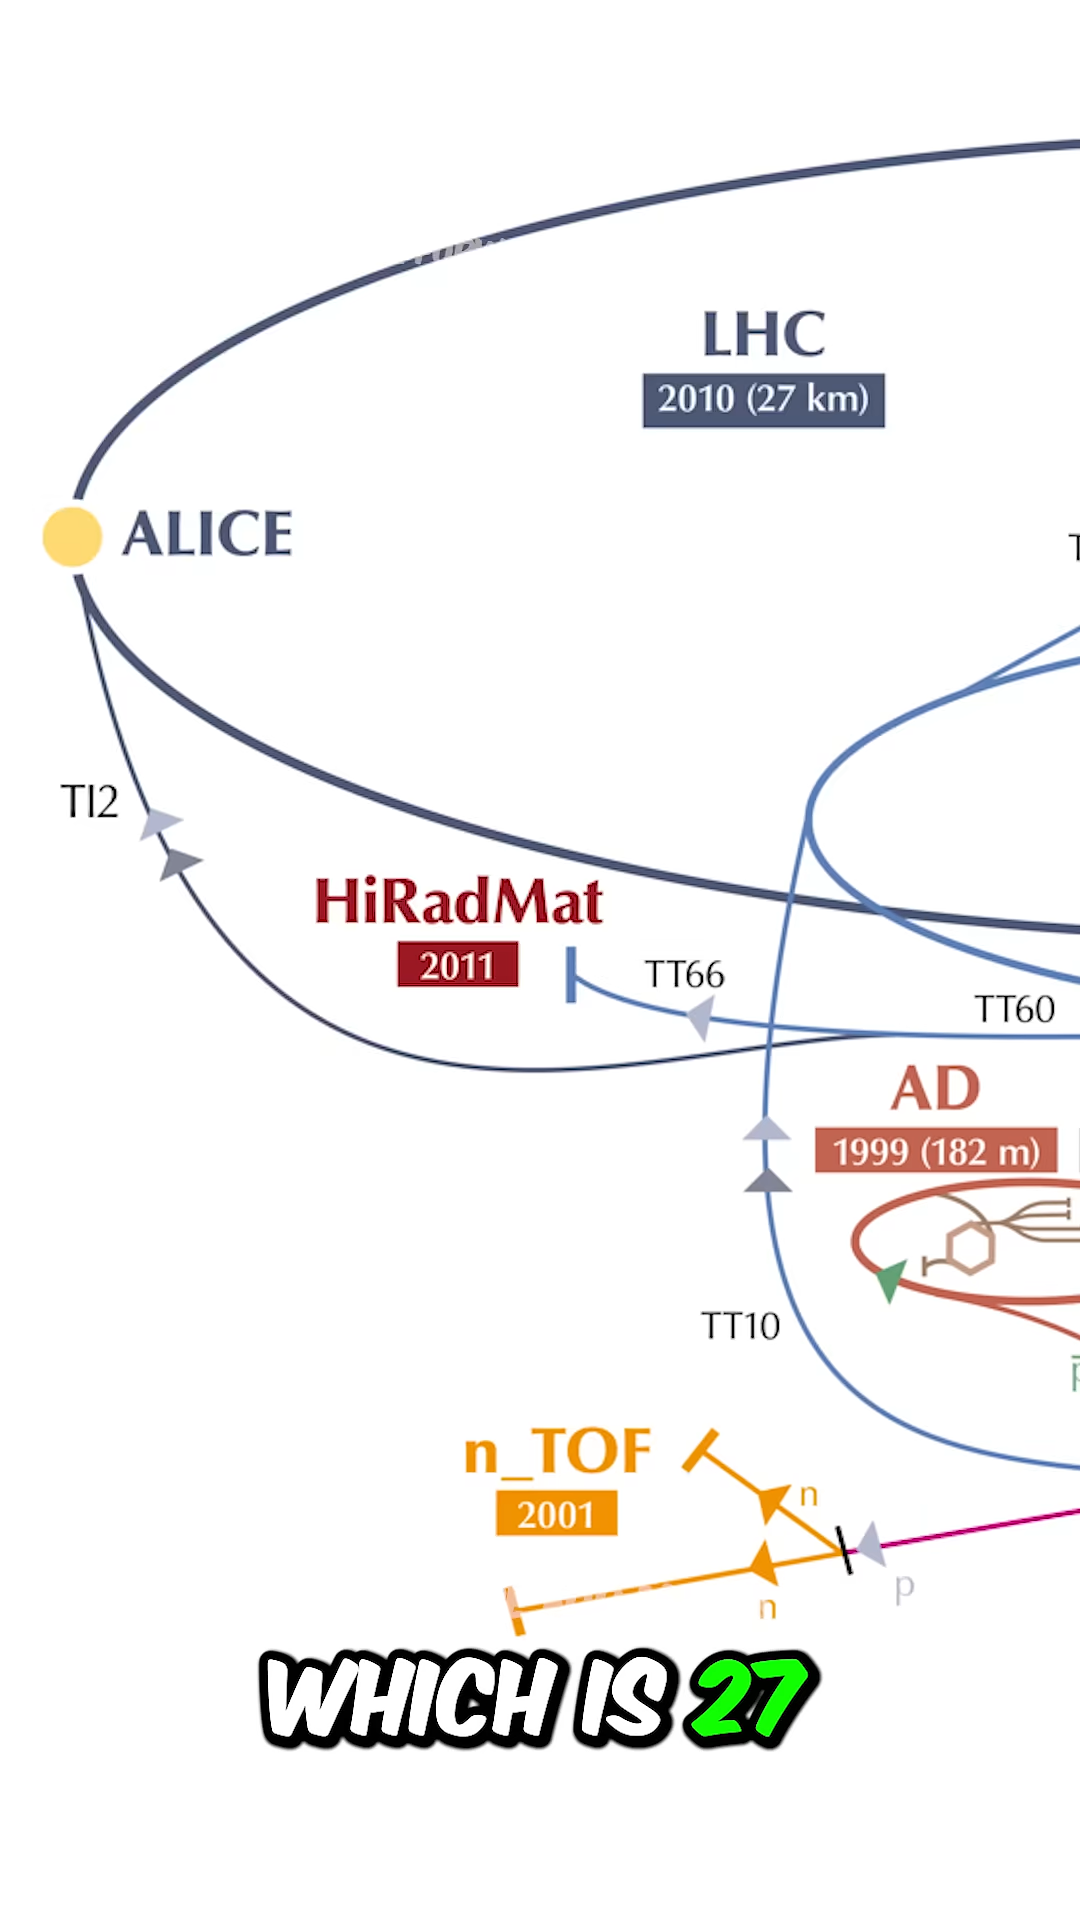 LHC
2010 (27 km)
ALICE
TI2
HiRadMat
2011
TT66
TT60
AD
1999 (182 m)
TT10
n_TOF
2001
n
n
p
WHICH IS 27